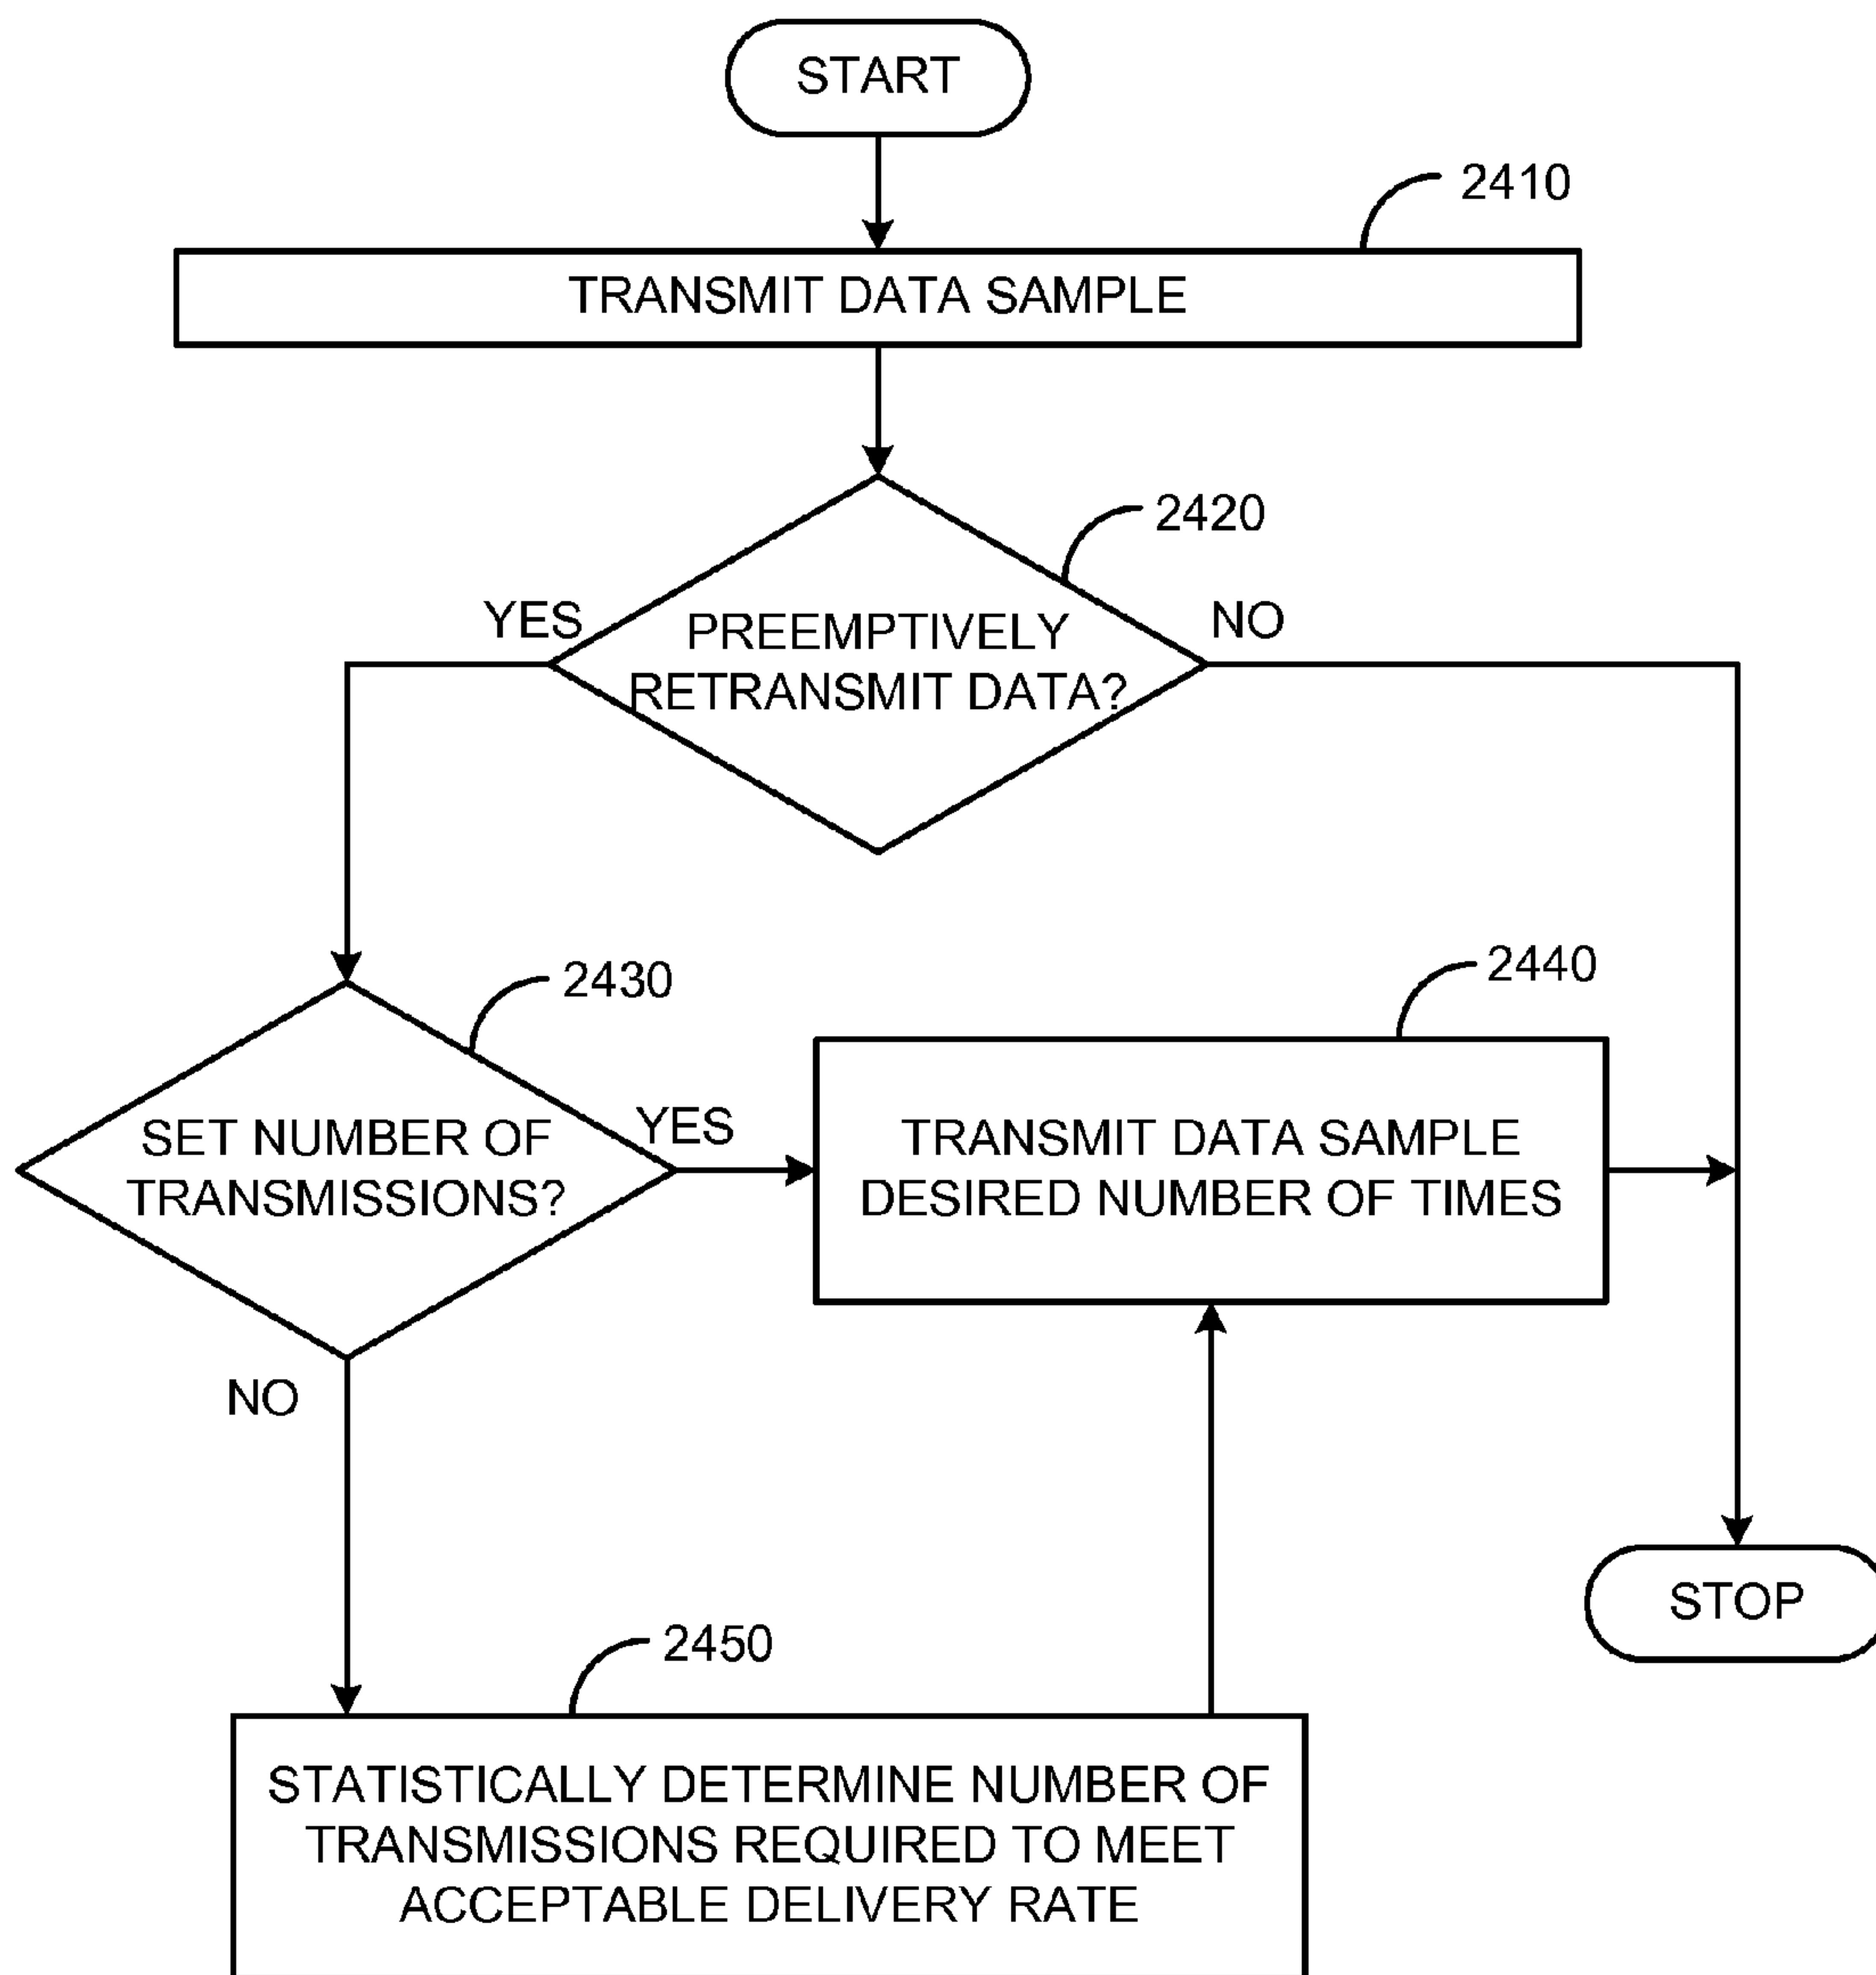 START
2410
TRANSMIT DATA SAMPLE
2420
YES
NO
PREEMPTIVELY
RETRANSMIT DATA?
2430
2440
SET NUMBER OF
TRANSMISSIONS?
YES
TRANSMIT DATA SAMPLE
DESIRED NUMBER OF TIMES
NO
STOP
2450
STATISTICALLY DETERMINE NUMBER OF
TRANSMISSIONS REQUIRED TO MEET
ACCEPTABLE DELIVERY RATE